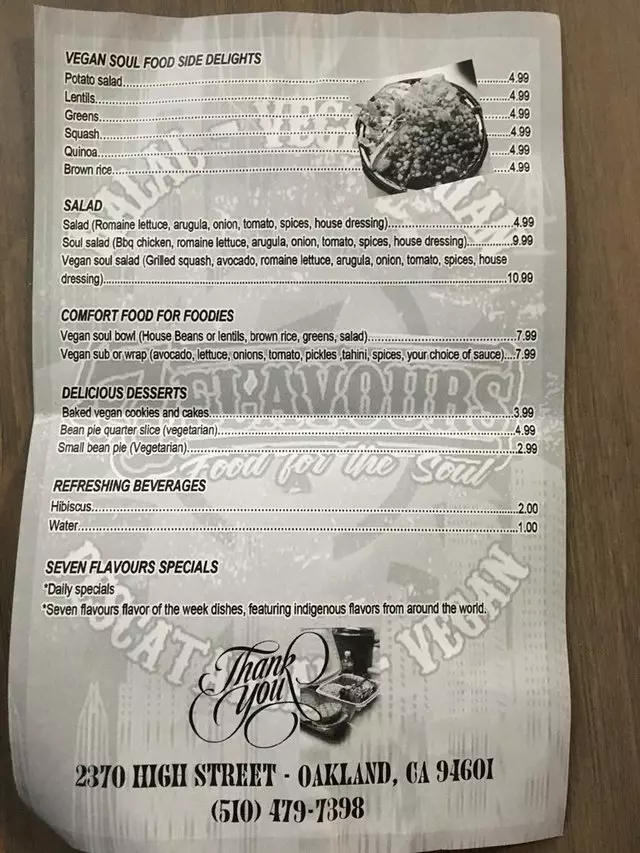 VEGAN SOUL FOOD SIDE DELIGHTS
Potato salad.....4.99
Lentils.....4.99
Greens.....4.99
Squash.....4.99
Quinoa.....4.99
Brown rice.....4.99
SALAD
Salad (Romaine lettuce, arugula, onion, tomato, spices, house dressing).....4.99
Soul salad (Bbq chicken, romaine lettuce, arugula, onion, tomato, spices, house dressing).....9.99
Vegan soul salad (Grilled squash, avocado, romaine lettuce, arugula, onion, tomato, spices, house
dressing).....10.99
COMFORT FOOD FOR FOODIES
Vegan soul bowl (House Beans or lentils, brown rice, greens, salad).....7.99
Vegan sub or wrap (avocado, lettuce, onions, tomato, pickles ,tahini, spices, your choice of sauce)....7.99
DELICIOUS DESSERTS
Baked vegan cookies and cakes.....3.99
Bean pie quarter slice (vegetarian).....4.99
Small bean pie (Vegetarian).....2.99
FLAVOURS
Food for the Soul
REFRESHING BEVERAGES
Hibiscus.....2.00
Water.....1.00
SEVEN FLAVOURS SPECIALS
*Daily specials
*Seven flavours flavor of the week dishes, featuring indigenous flavors from around the world.
VEGAN
Thank
You
2370 HIGH STREET - OAKLAND, CA 94601
(510) 479-7398